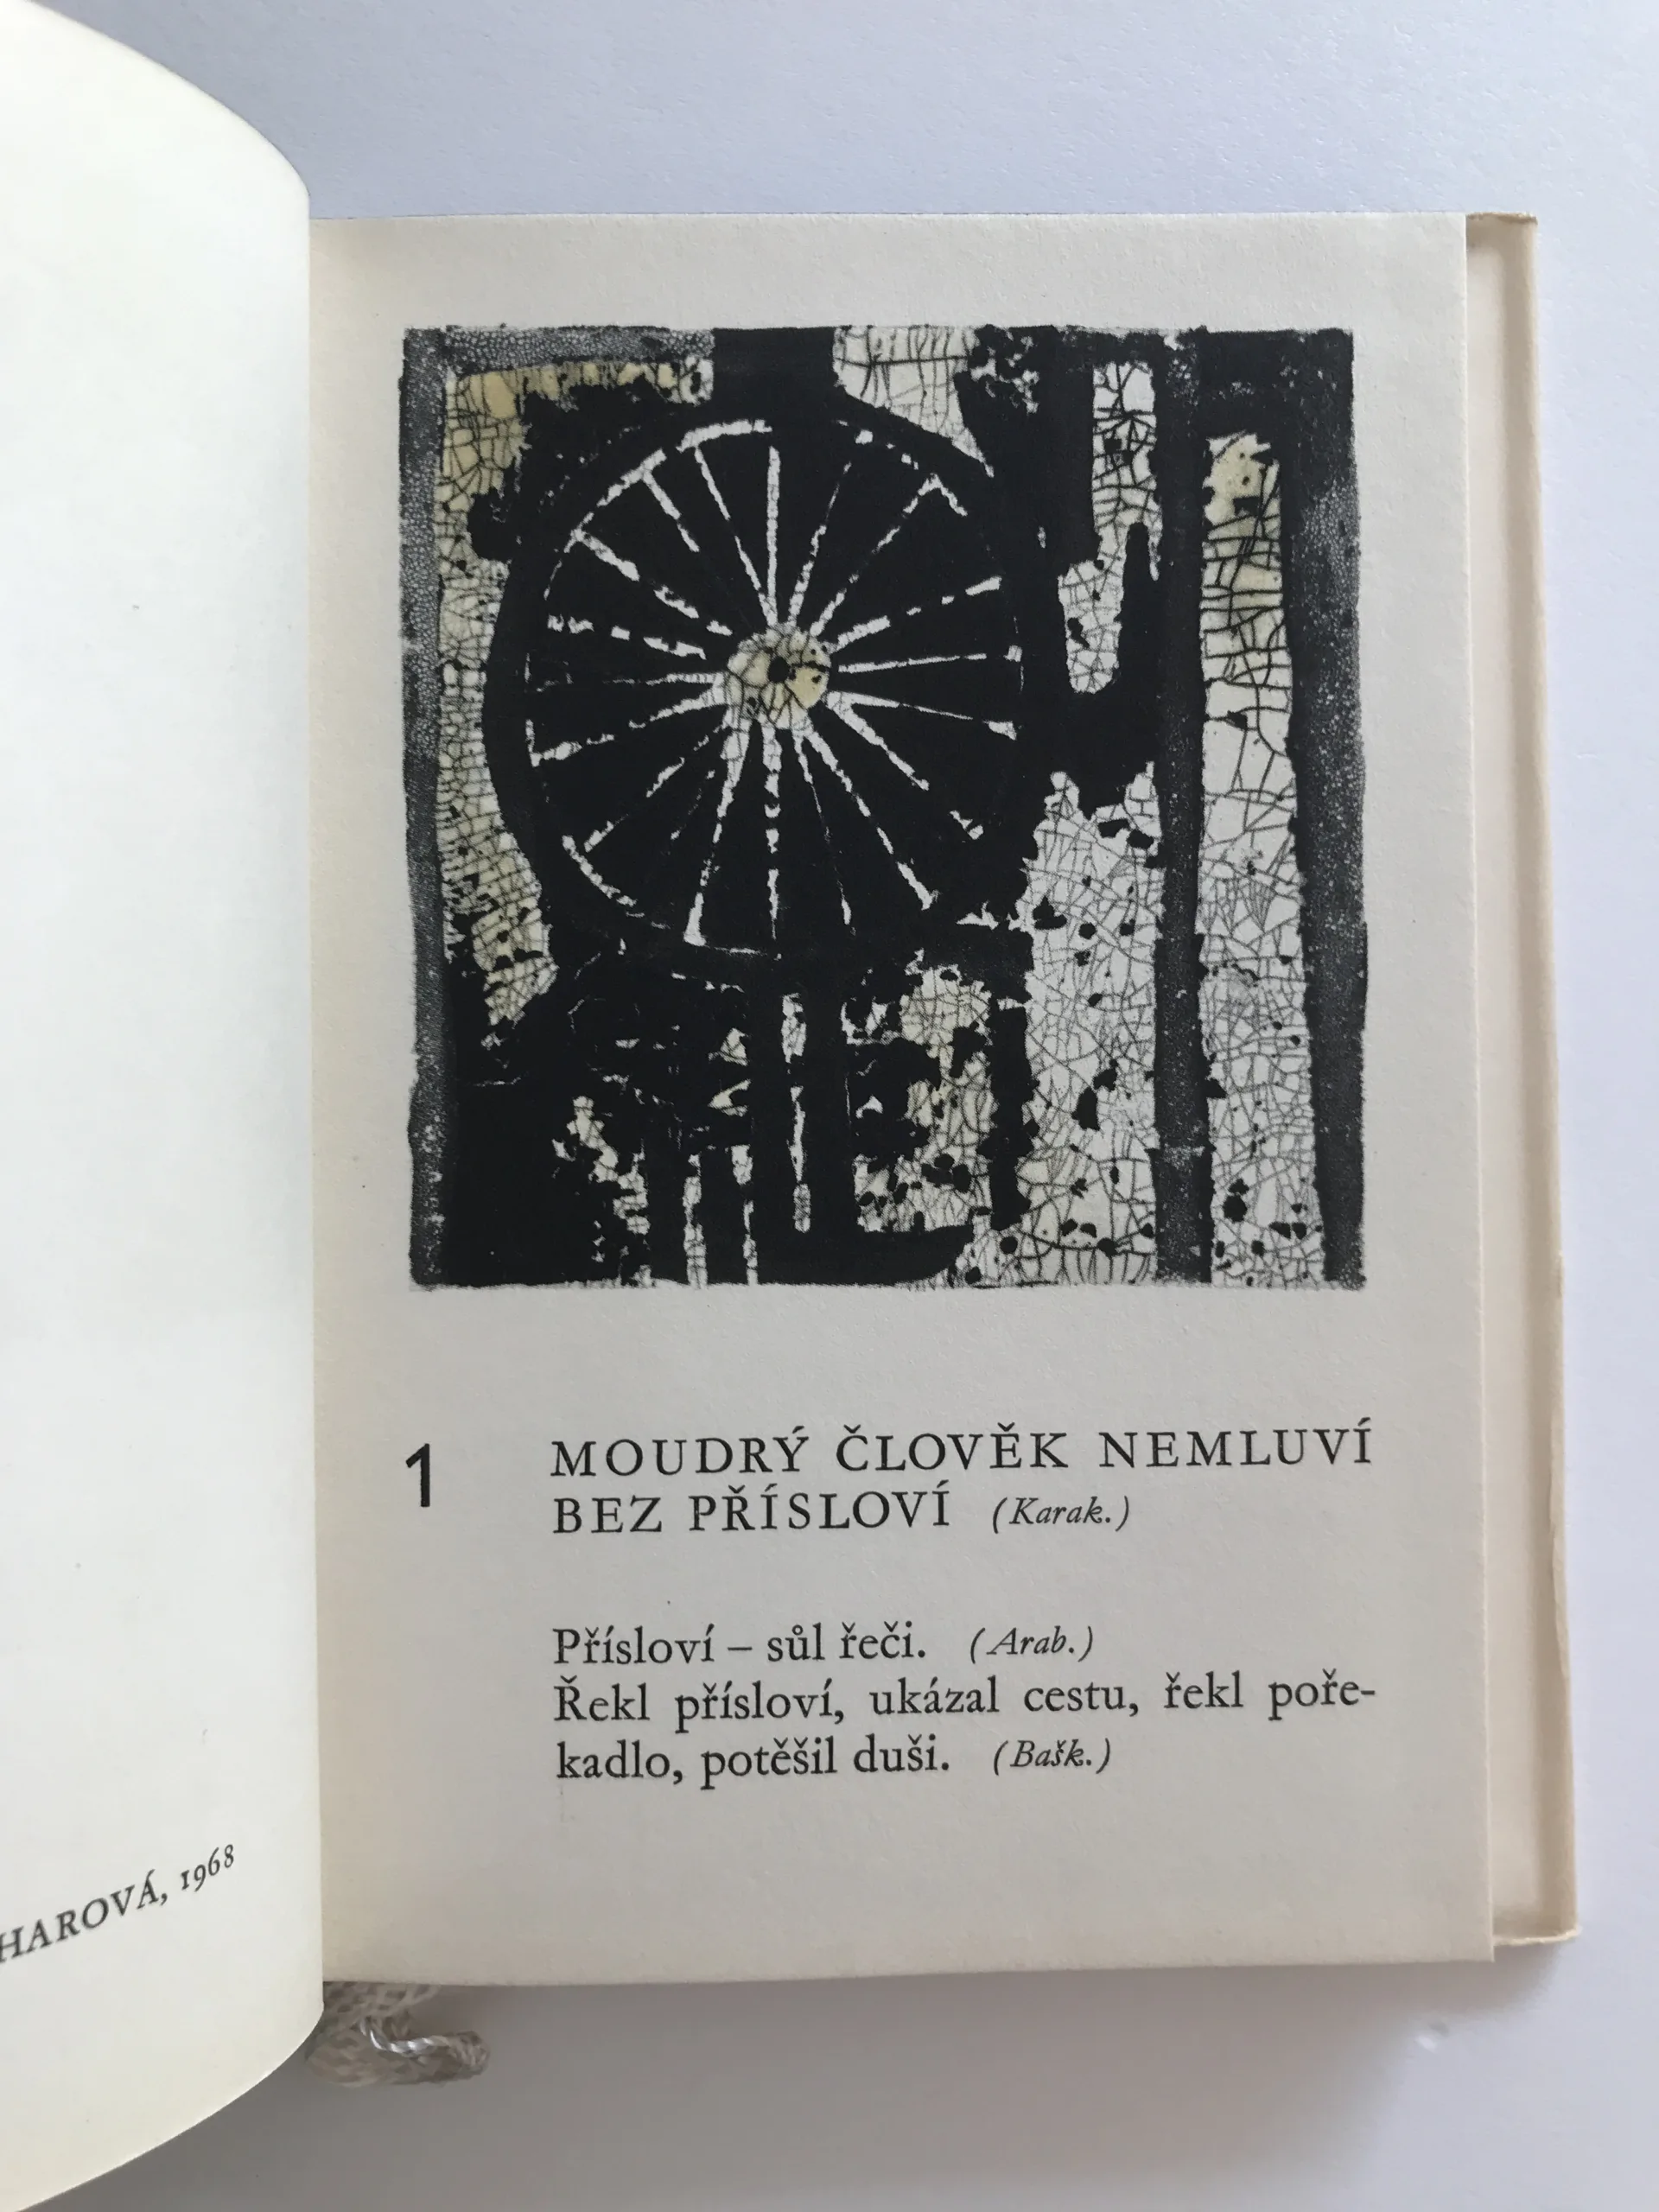 HAROVÁ, 1968
1 MOUDRÝ ČLOVĚK NEMLUVÍ
BEZ PŘÍSLOVÍ (Karak.)
Přísloví – sůl řeči. (Arab.)
Řekl přísloví, ukázal cestu, řekl poře-
kadlo, potěšil duši. (Bašk.)